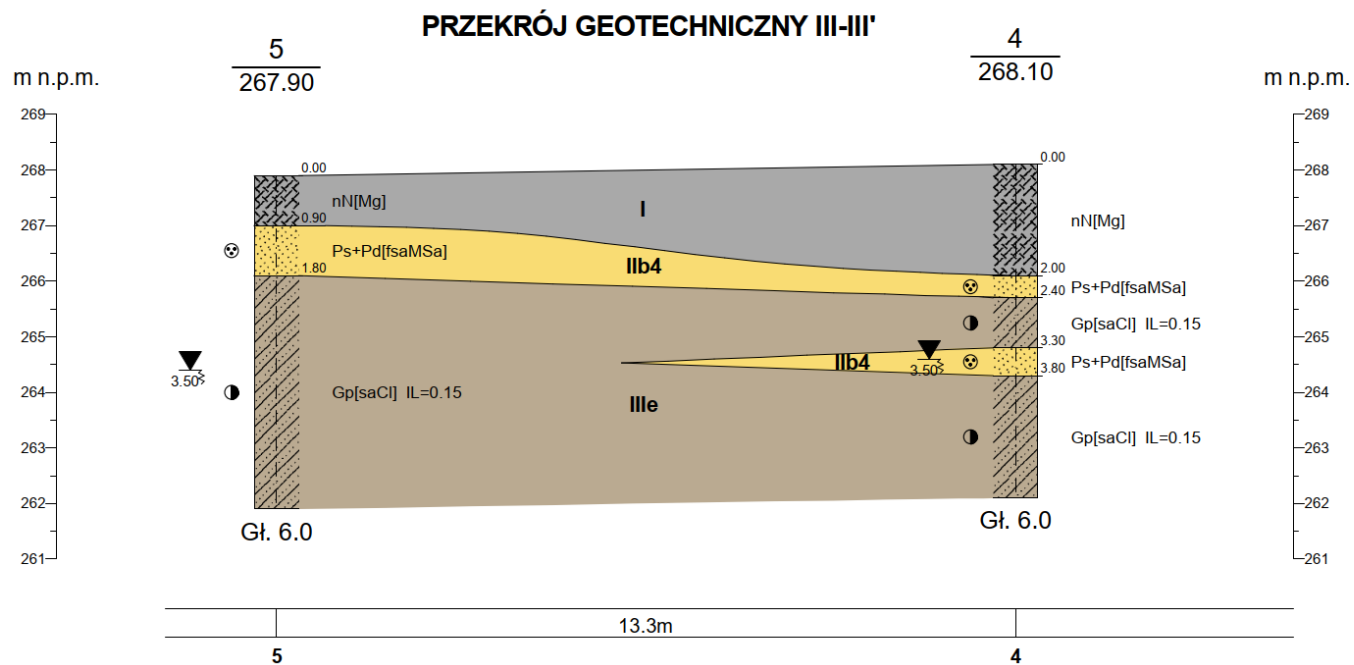 PRZEKRÓJ GEOTECHNICZNY III-III'
5
267.90
4
268.10
m n.p.m.
m n.p.m.
269
268
267
266
265
264
263
262
261
269
268
267
266
265
264
263
262
261
0.00
0.90
1.80
nN[Mg]
Ps+Pd[fsaMSa]
Gp[saCl] IL=0.15
3.50
I
IIb4
IIb4
IIIe
3.50
0.00
2.00
2.40
3.30
3.80
nN[Mg]
Ps+Pd[fsaMSa]
Gp[saCl] IL=0.15
Ps+Pd[fsaMSa]
Gp[saCl] IL=0.15
Gł. 6.0
Gł. 6.0
13.3m
5
4